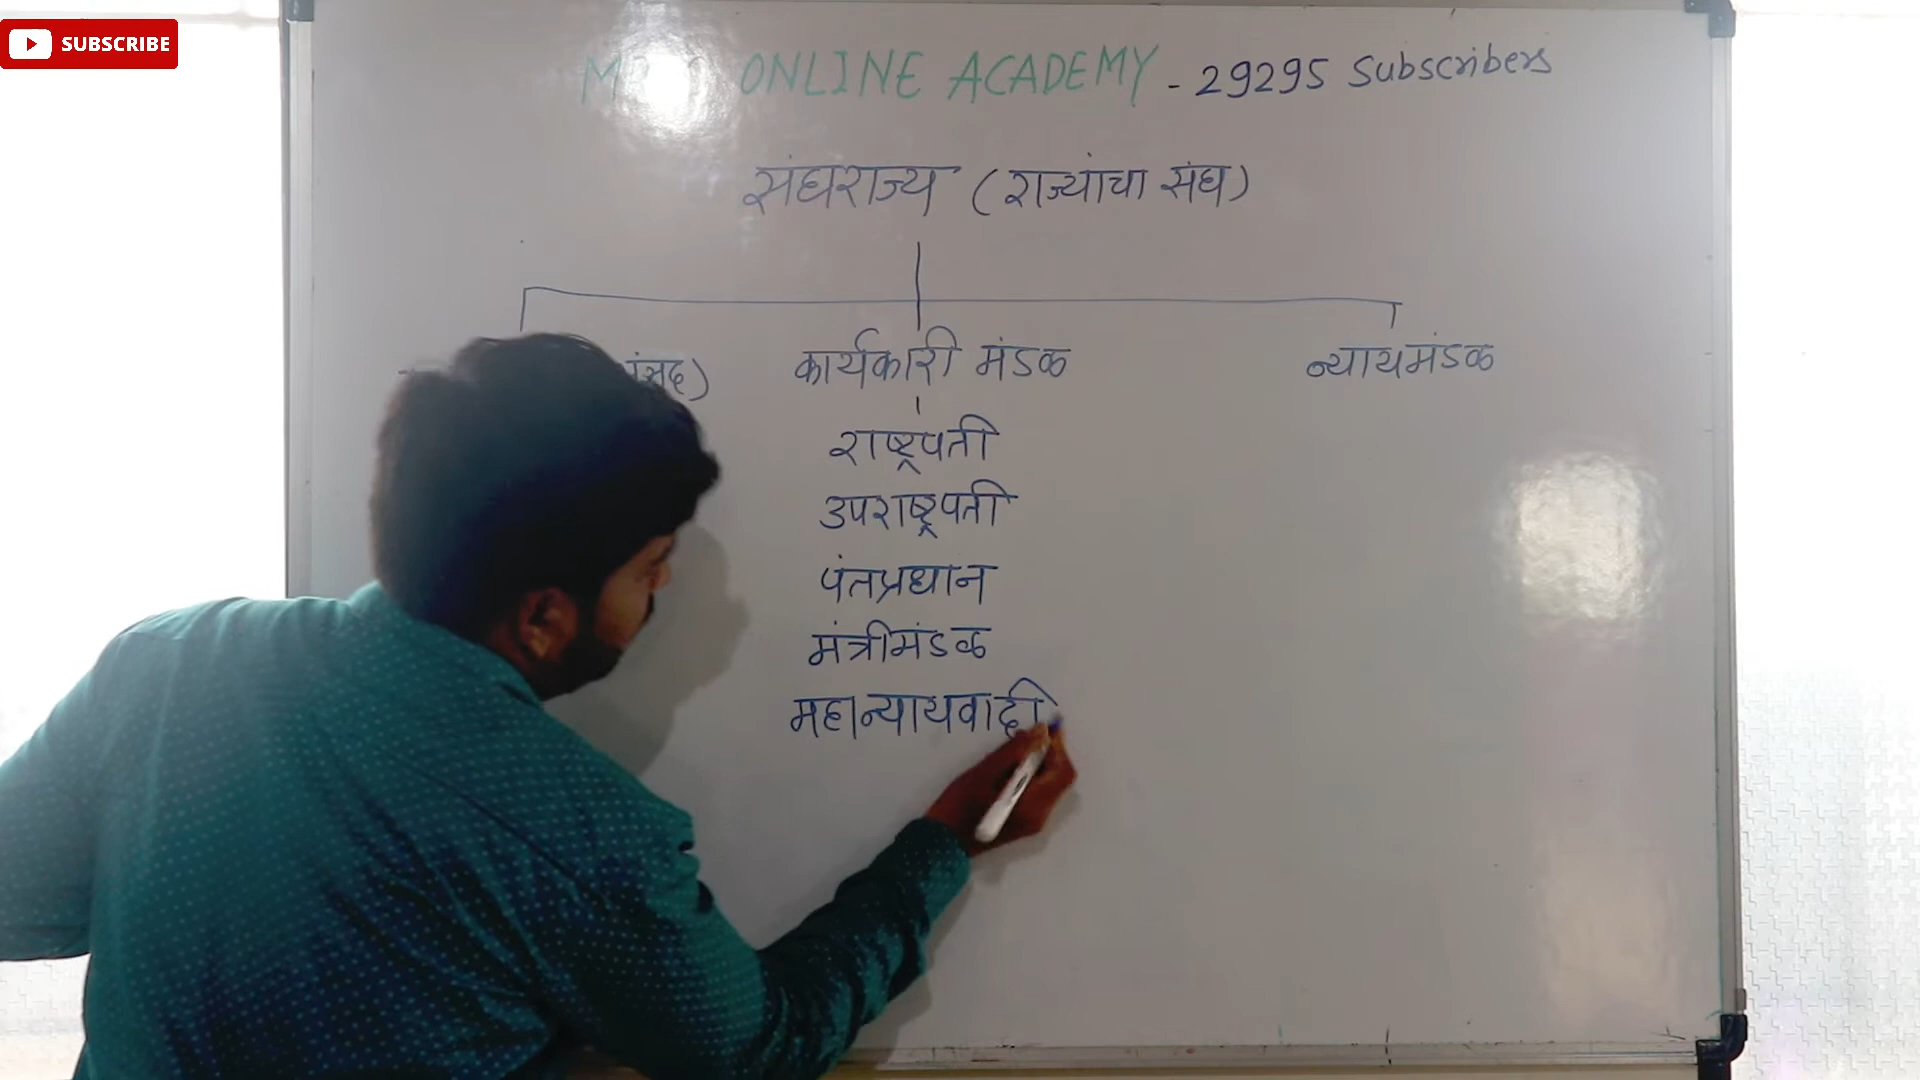 SUBSCRIBE
ONLINE ACADEMY - 29295 Subscribers
संघराज्य (राज्यांचा संघ)
कार्यकारी मंडळ न्यायमंडळ
राष्ट्रपती
उपराष्ट्रपती
पंतप्रधान
मंत्रीमंडळ
महान्यायवादी